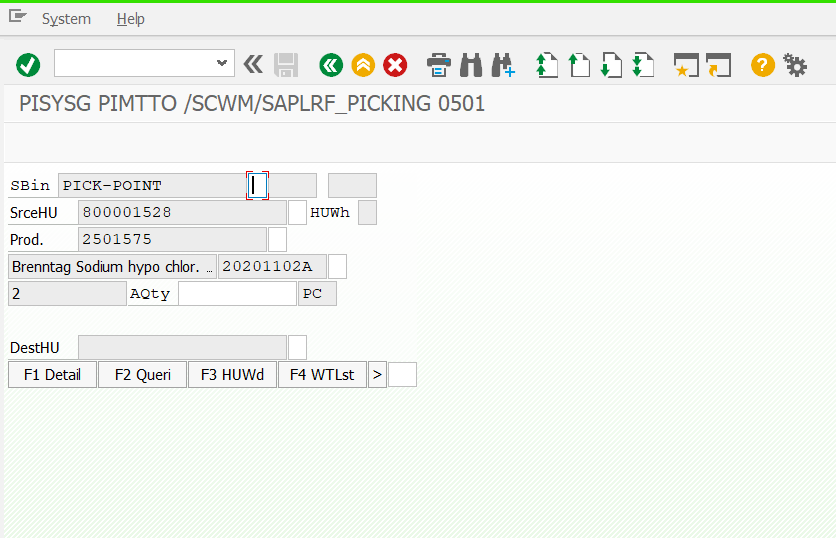 System Help
PISYSG PIMTTO /SCWM/SAPLRF_PICKING 0501
SBin PICK-POINT
SrceHU 800001528 HUWh
Prod. 2501575
Brenntag Sodium hypo chlor. … 20201102A
2 AQty PC
DestHU
F1 Detail F2 Queri F3 HUWd F4 WTLst >